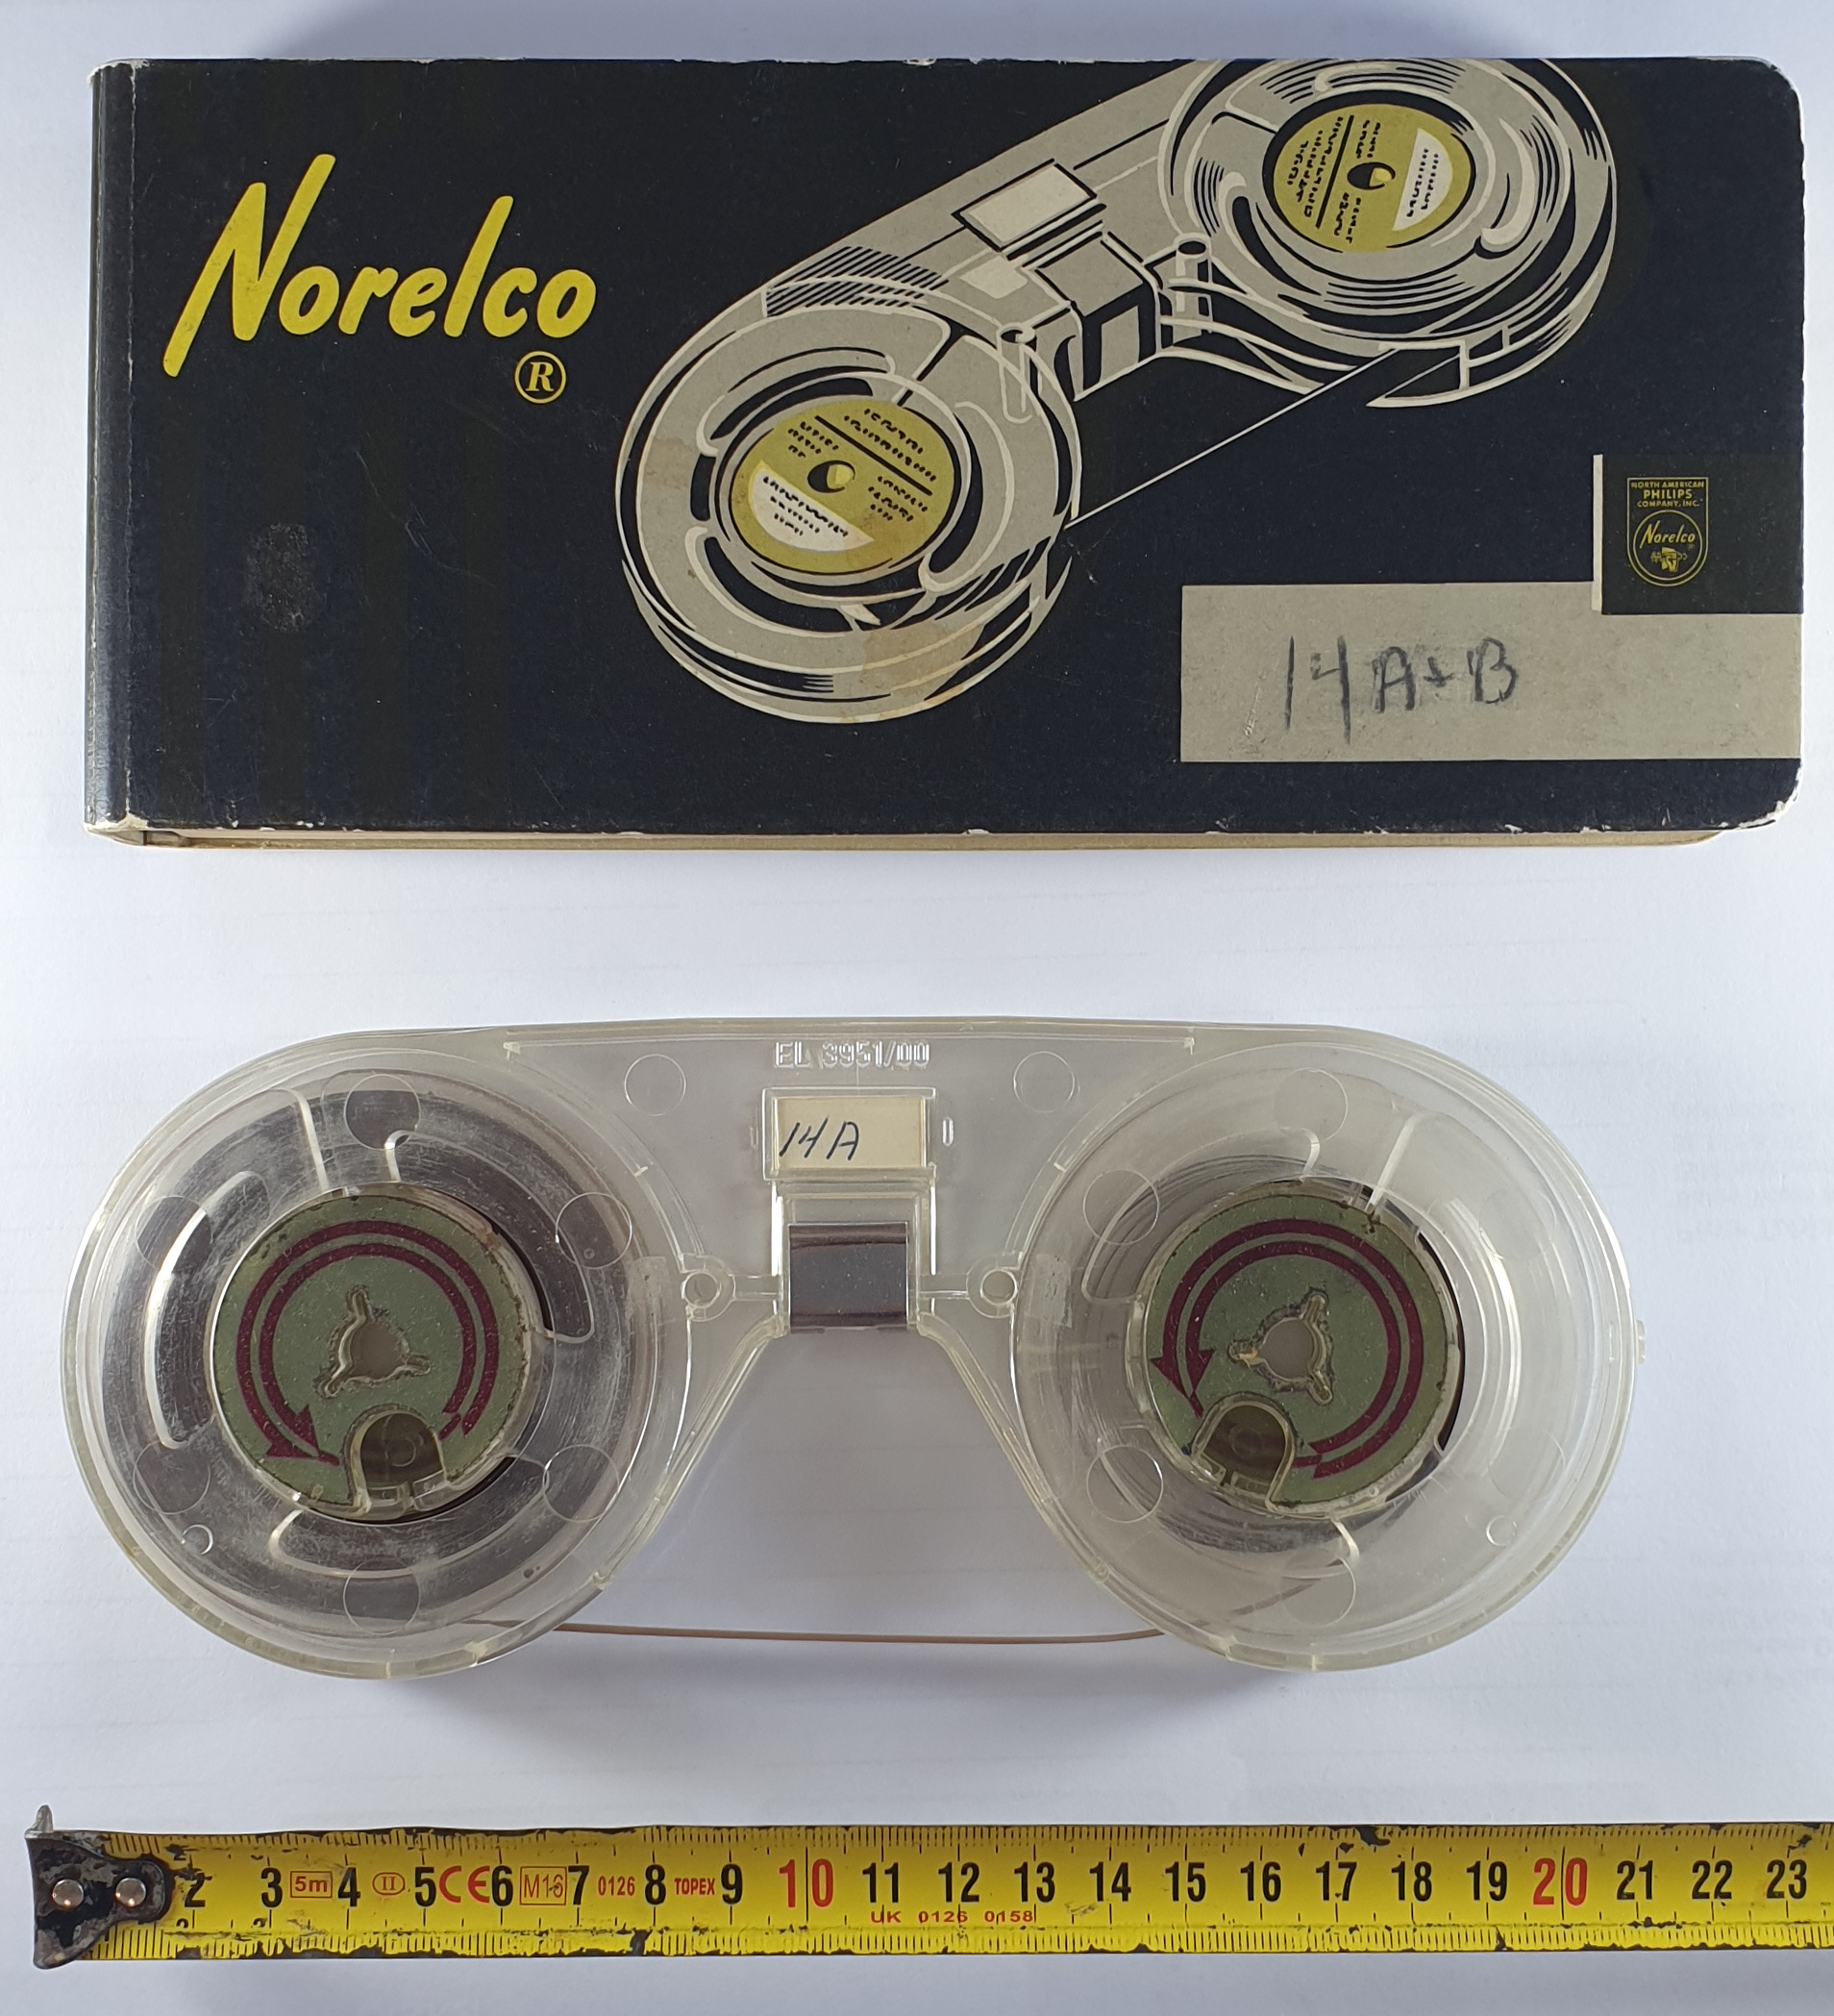 Norelco
®
NORTH AMERICAN
PHILIPS
COMPANY, INC.
Norelco
14 A+B
EL 3951/00
14A
2 3 5m 4 II 5 CE 6 M16 7 0126 8 TOPEX 9 10 11 12 13 14 15 16 17 18 19 20 21 22 23
UK 0126 0158